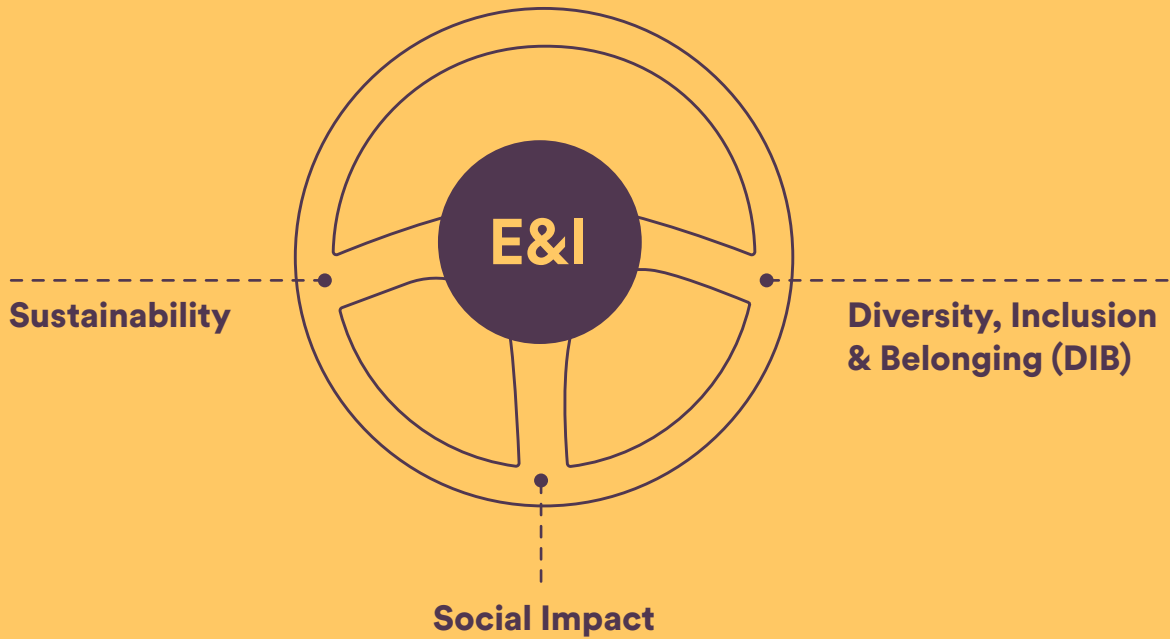 E&I
Sustainability
Diversity, Inclusion
& Belonging (DIB)
Social Impact